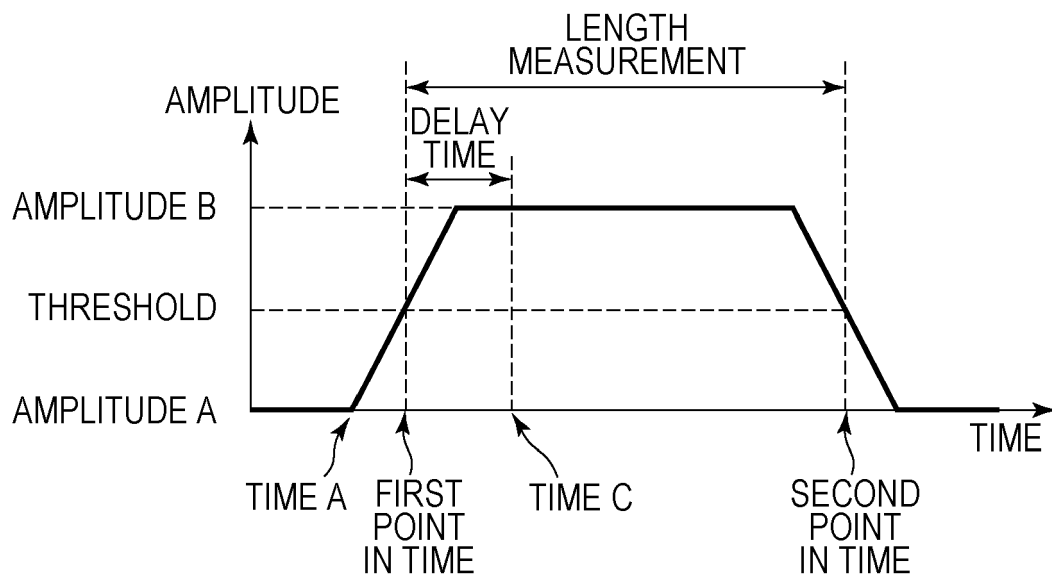 LENGTH
MEASUREMENT
AMPLITUDE
DELAY
TIME
AMPLITUDE B
THRESHOLD
AMPLITUDE A
TIME
TIME A
FIRST
POINT
IN TIME
TIME C
SECOND
POINT
IN TIME